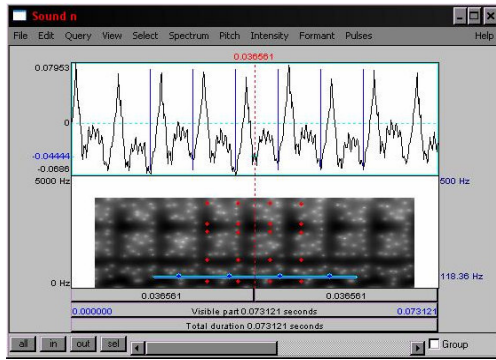 Sound n
File Edit Query View Select Spectrum Pitch Intensity Formant Pulses Help
0.036561
0.07953
0
-0.04444
-0.0686
5000 Hz 500 Hz
118.36 Hz
0 Hz
0.036561 0.036561
0.000000 Visible part 0.073121 seconds 0.073121
Total duration 0.073121 seconds
all in out sel Group